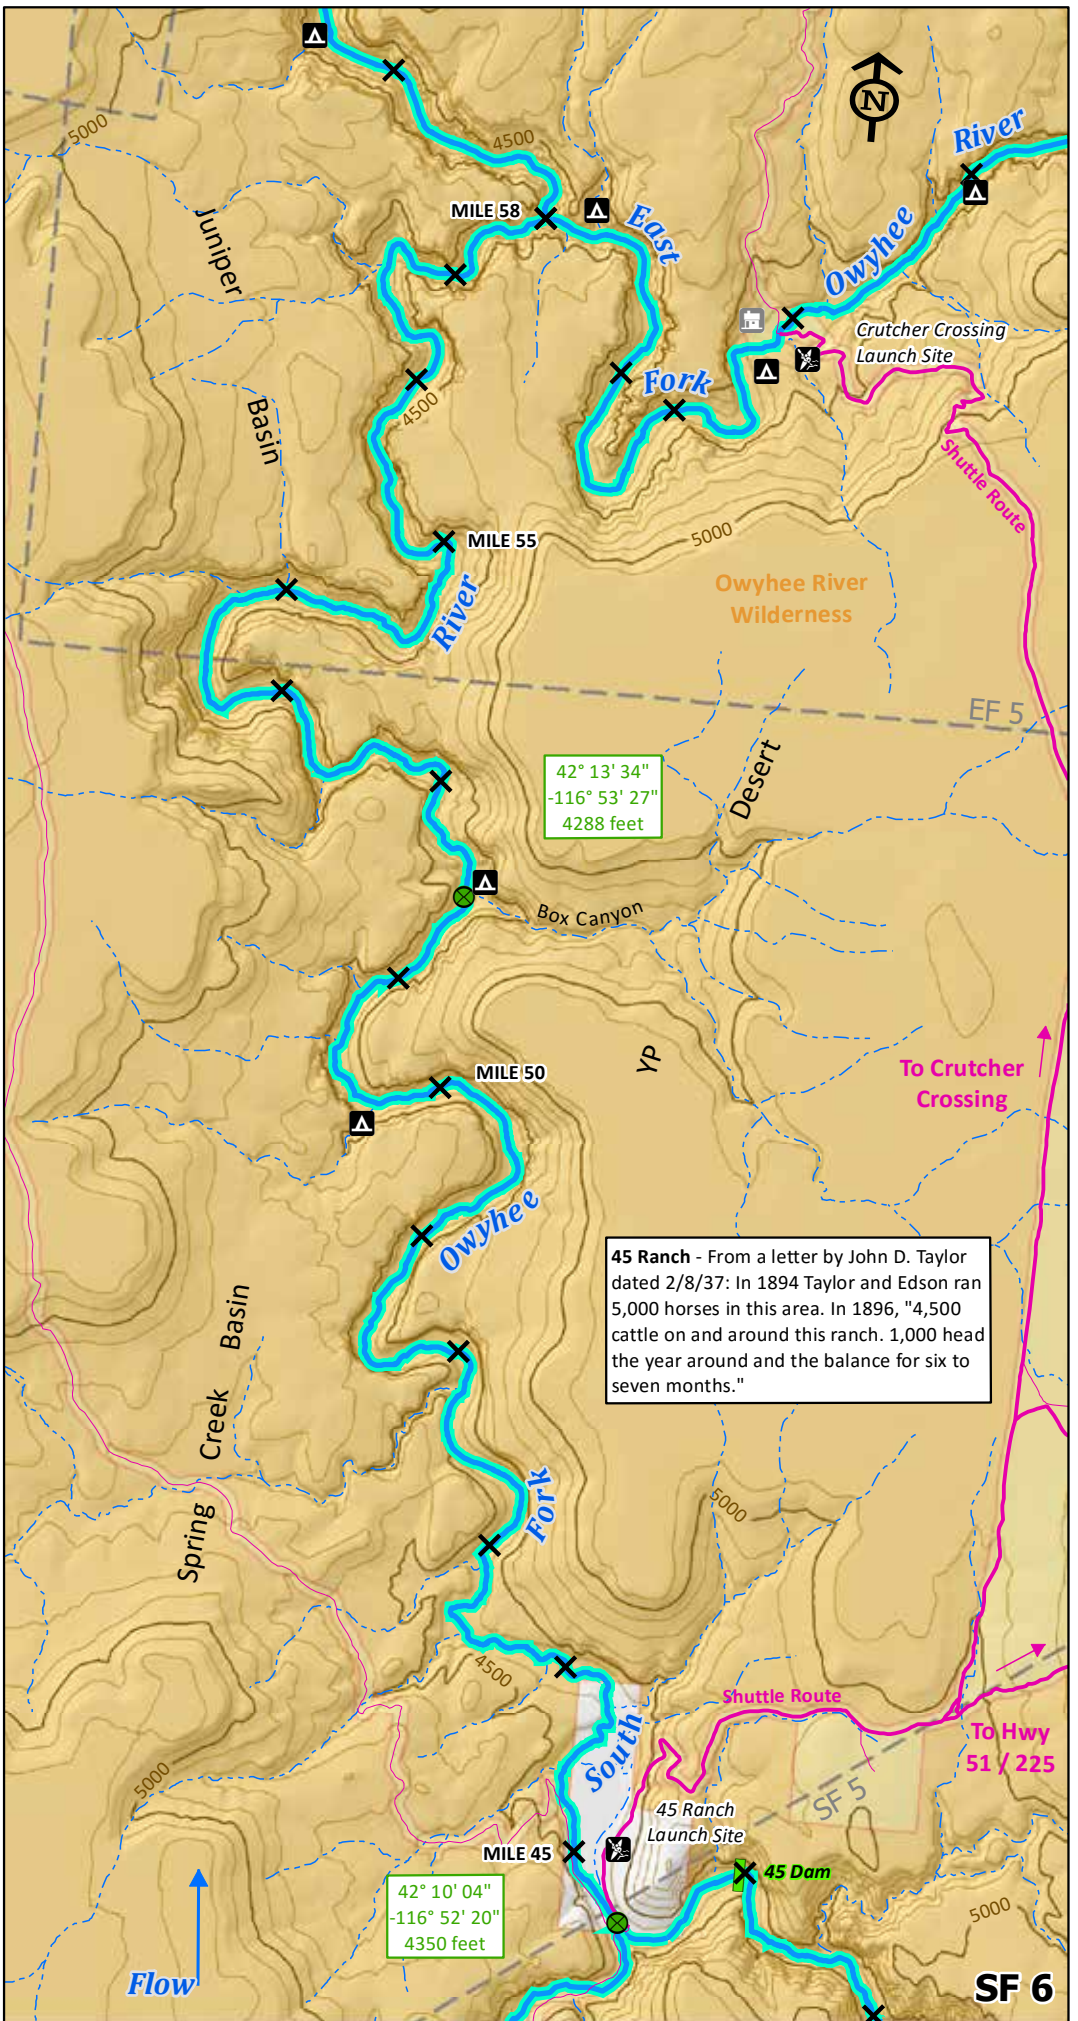 N
River
5000
4500
MILE 58
East
Juniper
Owyhee
Crutcher Crossing
Launch Site
Fork
4500
Basin
Shuttle Route
MILE 55
5000
Owyhee River
Wilderness
River
EF 5
42° 13' 34"
-116° 53' 27"
4288 feet
Desert
Box Canyon
YP
MILE 50
To Crutcher
Crossing
Owyhee
45 Ranch - From a letter by John D. Taylor
dated 2/8/37: In 1894 Taylor and Edson ran
5,000 horses in this area. In 1896, "4,500
cattle on and around this ranch. 1,000 head
the year around and the balance for six to
seven months."
Basin
Creek
Spring
Fork
5000
4500
Shuttle Route
To Hwy
51 / 225
South
5000
SF 5
45 Ranch
Launch Site
MILE 45
45 Dam
42° 10' 04"
-116° 52' 20"
4350 feet
5000
Flow
SF 6